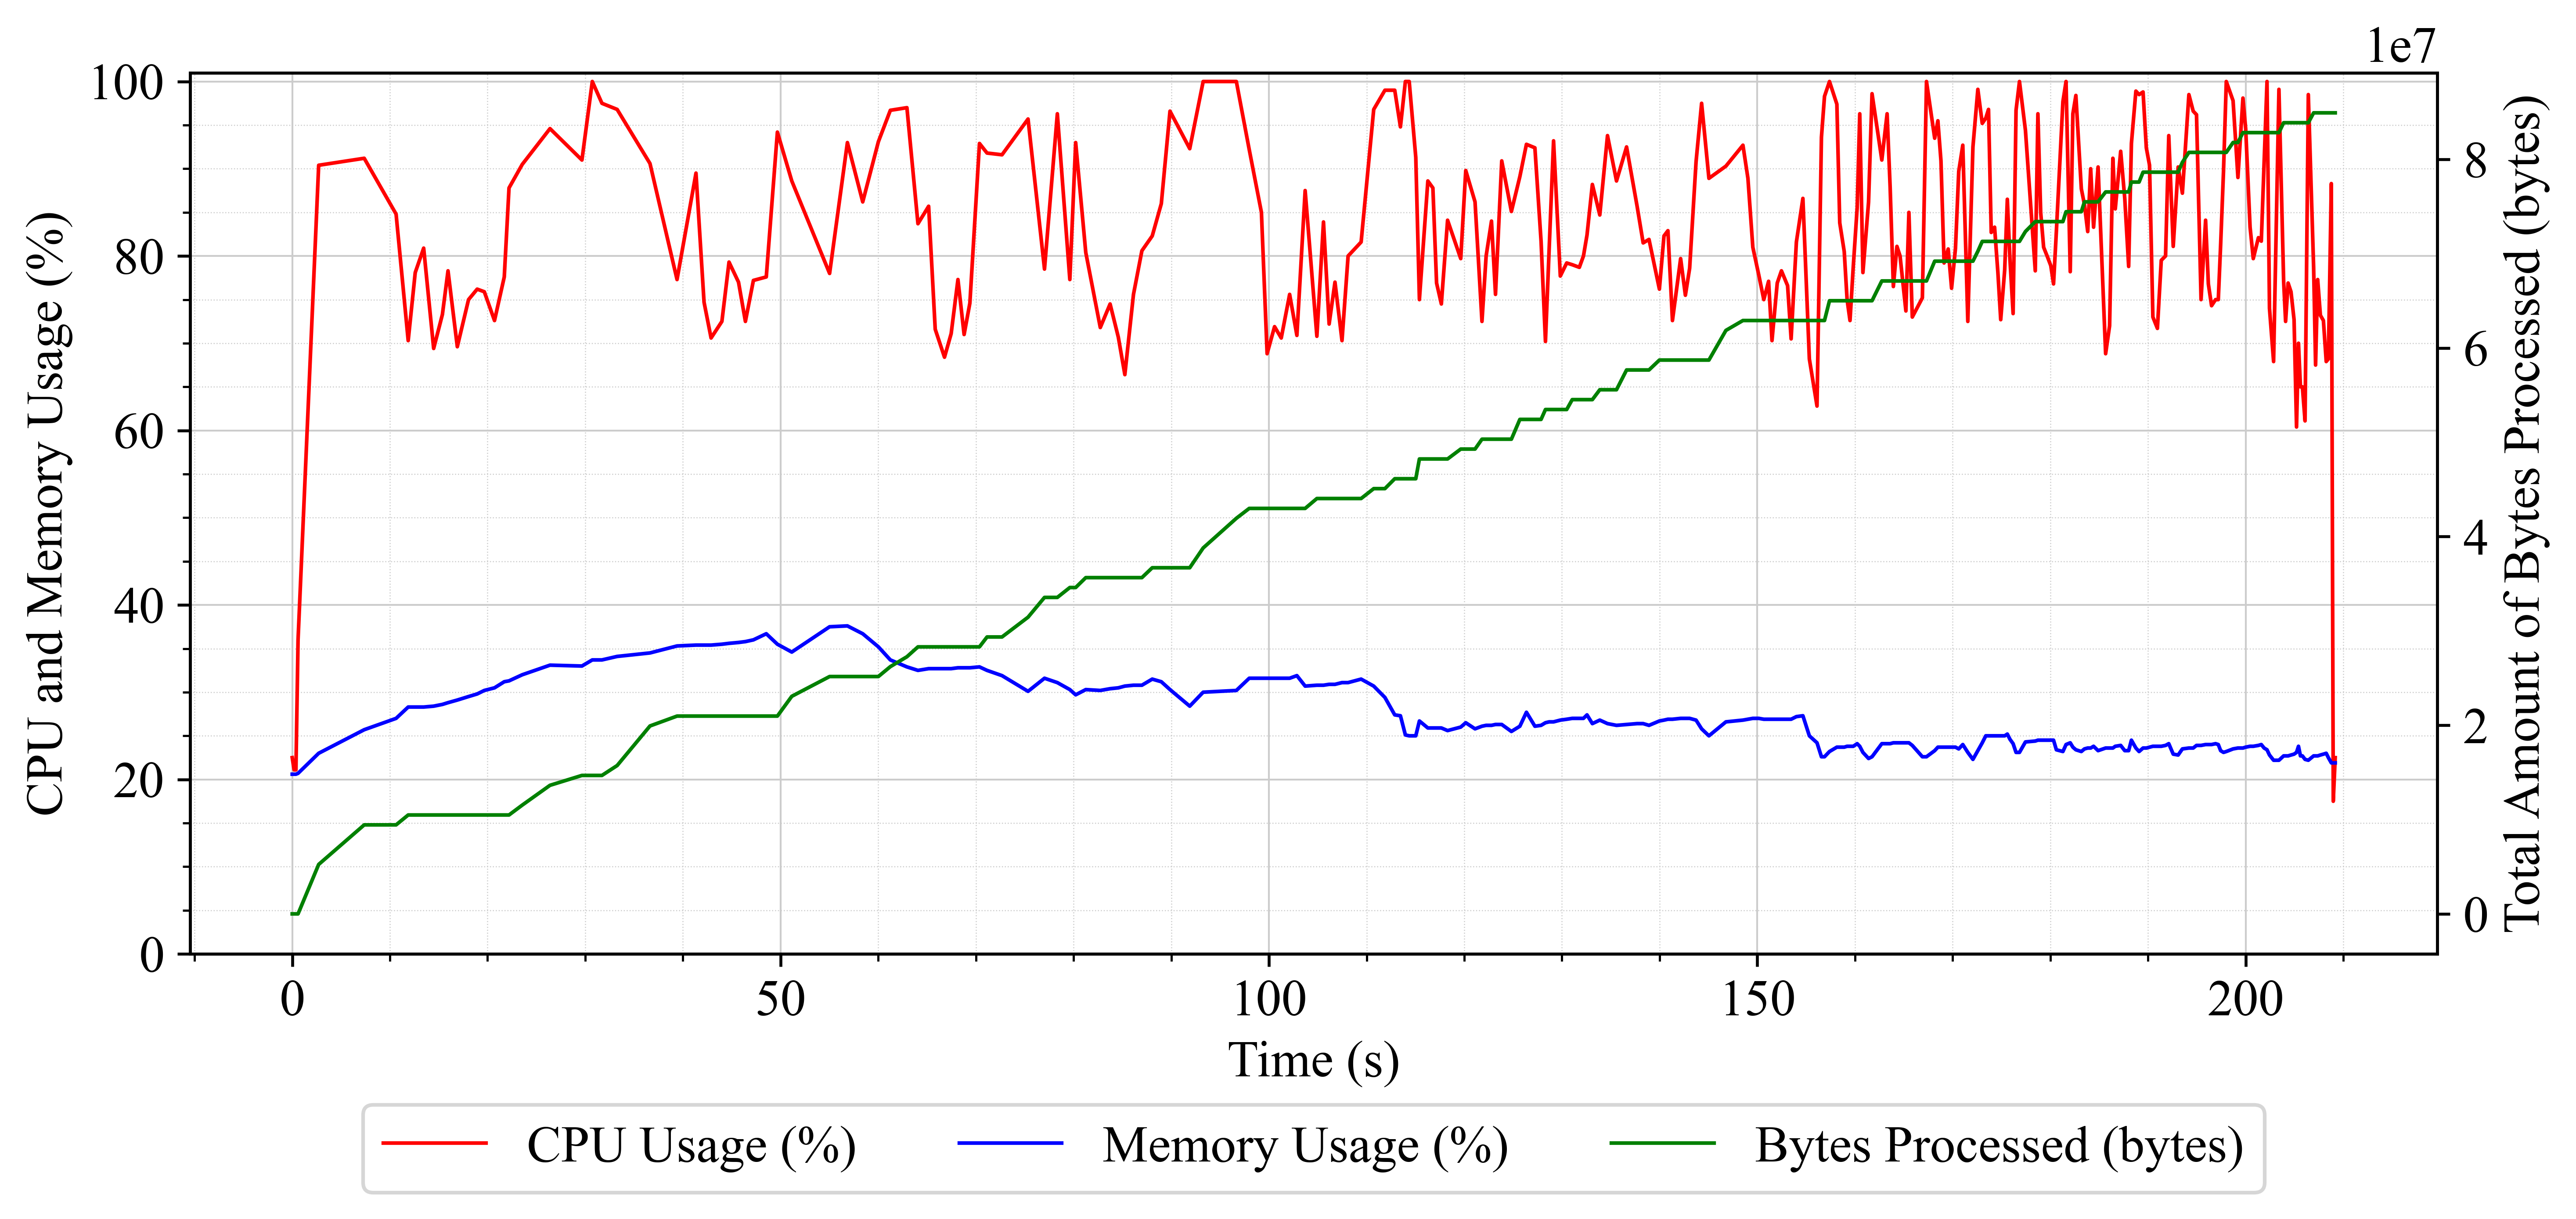 1e7
100
80
60
40
20
0
CPU and Memory Usage (%)
8
6
4
2
0
Total Amount of Bytes Processed (bytes)
0 50 100 150 200
Time (s)
CPU Usage (%) Memory Usage (%) Bytes Processed (bytes)